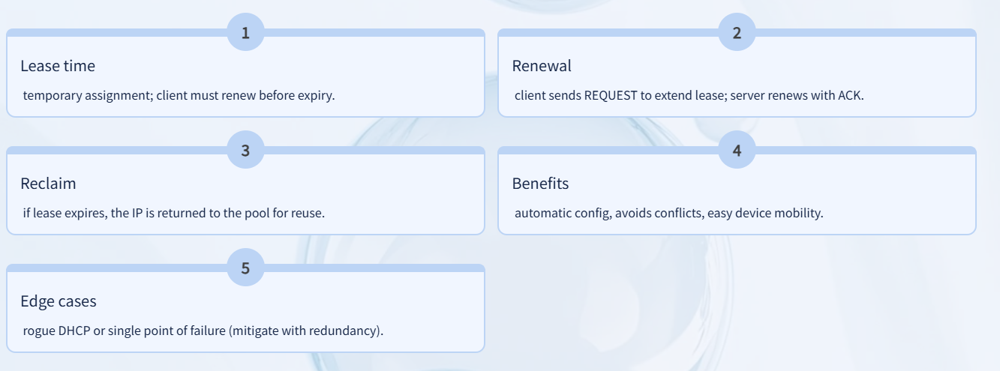 1
Lease time
temporary assignment; client must renew before expiry.
2
Renewal
client sends REQUEST to extend lease; server renews with ACK.
3
Reclaim
if lease expires, the IP is returned to the pool for reuse.
4
Benefits
automatic config, avoids conflicts, easy device mobility.
5
Edge cases
rogue DHCP or single point of failure (mitigate with redundancy).